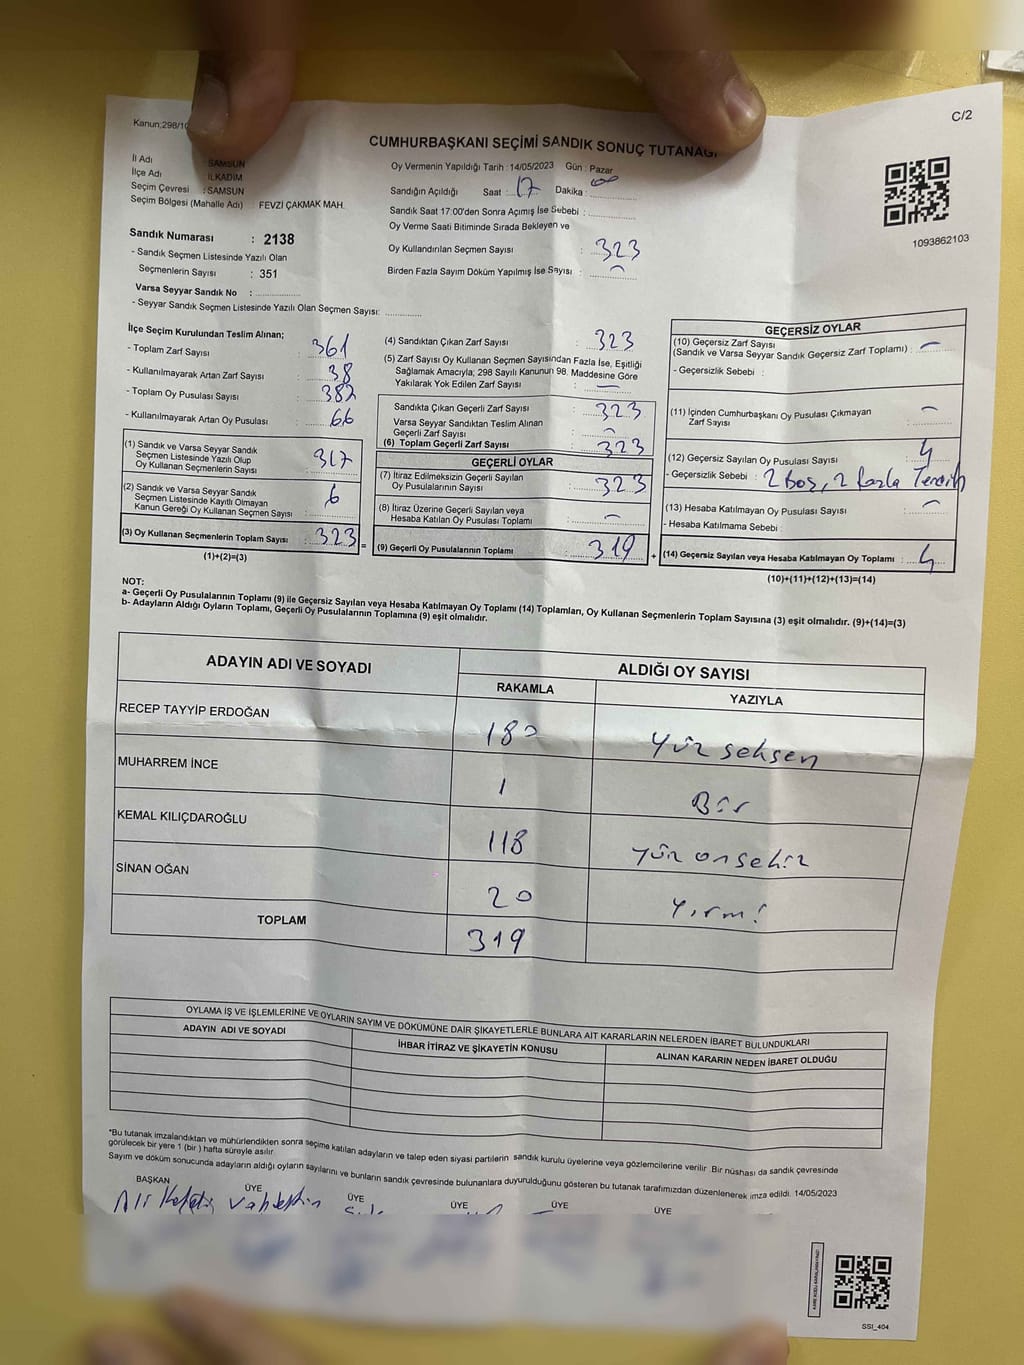 Kanun:298/10
C/2
CUMHURBAŞKANI SEÇİMİ SANDIK SONUÇ TUTANAĞI
İl Adı : SAMSUN
İlçe Adı : İLKADIM
Seçim Çevresi : SAMSUN
Seçim Bölgesi (Mahalle Adı) : FEVZİ ÇAKMAK MAH.
Oy Vermenin Yapıldığı Tarih : 14/05/2023 Gün : Pazar
Sandığın Açıldığı Saat : 17 Dakika : 00
Sandık Saat 17:00'den Sonra Açımış İse Sebebi :
Oy Verme Saati Bitiminde Sırada Bekleyen ve
Oy Kullandırılan Seçmen Sayısı : 323
Birden Fazla Sayım Döküm Yapılmış İse Sayısı : —
1093862103
Sandık Numarası : 2138
- Sandık Seçmen Listesinde Yazılı Olan
Seçmenlerin Sayısı : 351
Varsa Seyyar Sandık No :
- Seyyar Sandık Seçmen Listesinde Yazılı Olan Seçmen Sayısı:
İlçe Seçim Kurulundan Teslim Alınan;
- Toplam Zarf Sayısı 361
- Kullanılmayarak Artan Zarf Sayısı : 38
- Toplam Oy Pusulası Sayısı : 382
- Kullanılmayarak Artan Oy Pusulası : 66
(1) Sandık ve Varsa Seyyar Sandık
Seçmen Listesinde Yazılı Olup
Oy Kullanan Seçmenlerin Sayısı : 317
(2) Sandık ve Varsa Seyyar Sandık
Seçmen Listesinde Kayıtlı Olmayan
Kanun Gereği Oy Kullanan Seçmen Sayısı : 6
(3) Oy Kullanan Seçmenlerin Toplam Sayısı : 323
(1)+(2)=(3)
(4) Sandıktan Çıkan Zarf Sayısı : 323
(5) Zarf Sayısı Oy Kullanan Seçmen Sayısından Fazla İse, Eşitliği
Sağlamak Amacıyla; 298 Sayılı Kanunun 98. Maddesine Göre
Yakılarak Yok Edilen Zarf Sayısı : —
Sandıkta Çıkan Geçerli Zarf Sayısı : 323
Varsa Seyyar Sandıktan Teslim Alınan
Geçerli Zarf Sayısı : —
(6) Toplam Geçerli Zarf Sayısı : 323
GEÇERLİ OYLAR
(7) İtiraz Edilmeksizin Geçerli Sayılan
Oy Pusulalarının Sayısı : 323
(8) İtiraz Üzerine Geçerli Sayılan veya
Hesaba Katılan Oy Pusulası Toplamı : —
(9) Geçerli Oy Pusulalarının Toplamı : 319
GEÇERSİZ OYLAR
(10) Geçersiz Zarf Sayısı
(Sandık ve Varsa Seyyar Sandık Geçersiz Zarf Toplamı) : —
- Geçersizlik Sebebi :
(11) İçinden Cumhurbaşkanı Oy Pusulası Çıkmayan
Zarf Sayısı : —
(12) Geçersiz Sayılan Oy Pusulası Sayısı : 4
- Geçersizlik Sebebi : 2 Boş, 2 fazla Tercih
(13) Hesaba Katılmayan Oy Pusulası Sayısı : —
- Hesaba Katılmama Sebebi :
(14) Geçersiz Sayılan veya Hesaba Katılmayan Oy Toplamı : 4
(10)+(11)+(12)+(13)=(14)
NOT:
a- Geçerli Oy Pusulalarının Toplamı (9) ile Geçersiz Sayılan veya Hesaba Katılmayan Oy Toplamı (14) Toplamları, Oy Kullanan Seçmenlerin Toplam Sayısına (3) eşit olmalıdır. (9)+(14)=(3)
b- Adayların Aldığı Oyların Toplamı, Geçerli Oy Pusulalarının Toplamına (9) eşit olmalıdır.
ADAYIN ADI VE SOYADI ALDIĞI OY SAYISI
RAKAMLA YAZIYLA
RECEP TAYYİP ERDOĞAN 180 Yüz seksen
MUHARREM İNCE 1 Bir
KEMAL KILIÇDAROĞLU 118 Yüz onsekiz
SİNAN OĞAN 20 Yirmi
TOPLAM 319
OYLAMA İŞ VE İŞLEMLERİNE VE OYLARIN SAYIM VE DÖKÜMÜNE DAİR ŞİKAYETLERLE BUNLARA AİT KARARLARIN NELERDEN İBARET BULUNDUKLARI
ADAYIN ADI VE SOYADI İHBAR İTİRAZ VE ŞİKAYETİN KONUSU ALINAN KARARIN NEDEN İBARET OLDUĞU
*Bu tutanak imzalandıktan ve mühürlendikten sonra seçime katılan adayların ve talep eden siyasi partilerin sandık kurulu üyelerine veya gözlemcilerine verilir. Bir nüshası da sandık çevresinde
görülecek bir yere 1 (bir) hafta süreyle asılır.
Sayım ve döküm sonucunda adayların aldığı oyların sayılarını ve bunların sandık çevresinde bulunanlara duyurulduğunu gösteren bu tutanak tarafımızdan düzenlenerek imza edildi. 14/05/2023
BAŞKAN ÜYE ÜYE ÜYE ÜYE ÜYE
SSI_404